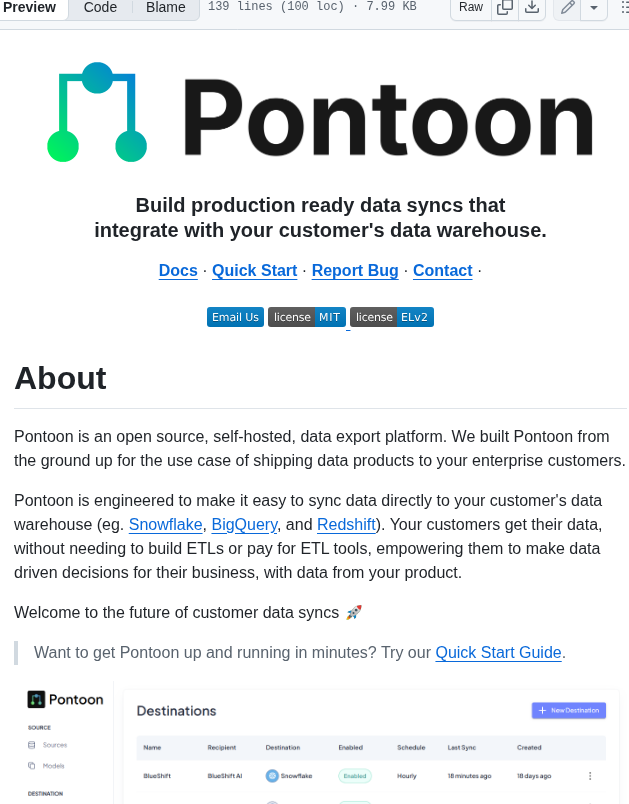 Preview Code Blame 139 lines (100 loc) · 7.99 KB Raw
Pontoon
Build production ready data syncs that
integrate with your customer's data warehouse.
Docs · Quick Start · Report Bug · Contact ·
Email Us license MIT license ELv2
About
Pontoon is an open source, self-hosted, data export platform. We built Pontoon from
the ground up for the use case of shipping data products to your enterprise customers.
Pontoon is engineered to make it easy to sync data directly to your customer's data
warehouse (eg. Snowflake, BigQuery, and Redshift). Your customers get their data,
without needing to build ETLs or pay for ETL tools, empowering them to make data
driven decisions for their business, with data from your product.
Welcome to the future of customer data syncs 🚀
Want to get Pontoon up and running in minutes? Try our Quick Start Guide.
Pontoon
Destinations
+ New Destination
SOURCE
Sources
Models
DESTINATION
Name Recipient Destination Enabled Schedule Last Sync Created
BlueShift BlueShift AI Snowflake Enabled Hourly 18 minutes ago 18 days ago